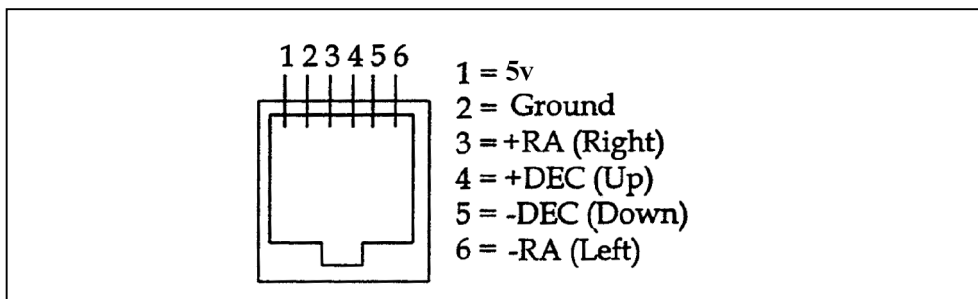 1 2 3 4 5 6
1 = 5v
2 = Ground
3 = +RA (Right)
4 = +DEC (Up)
5 = -DEC (Down)
6 = -RA (Left)